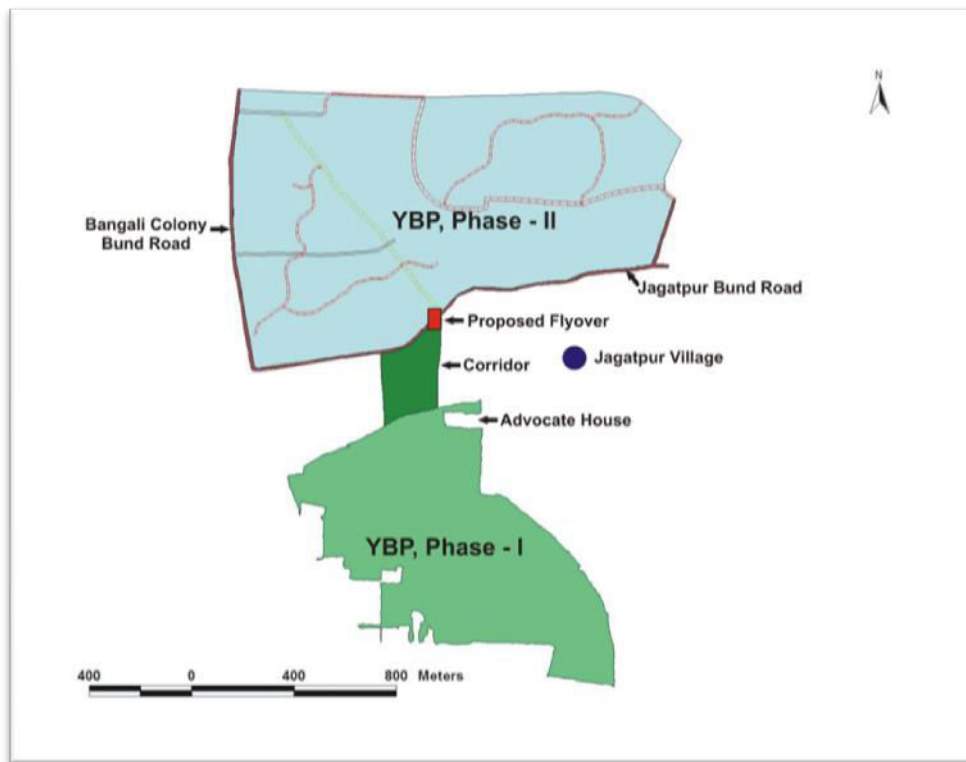 N
YBP, Phase - II
Bangali Colony
Bund Road
Jagatpur Bund Road
Proposed Flyover
Jagatpur Village
Corridor
Advocate House
YBP, Phase - I
400 0 400 800 Meters